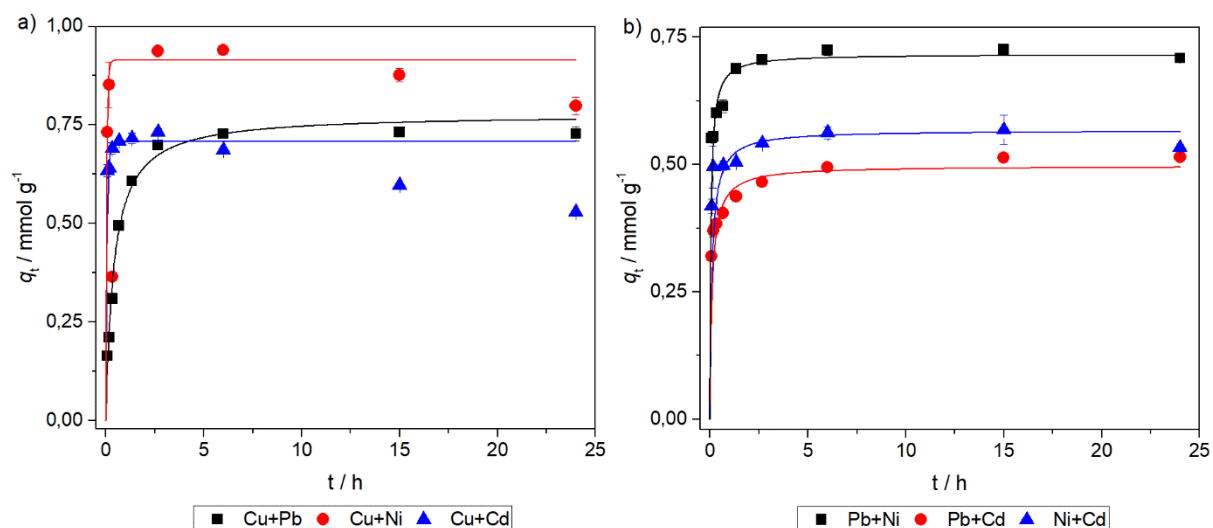 a)
1,00
0,75
0,50
0,25
0,00
qt / mmol g-1
0 5 10 15 20 25
t / h
Cu+Pb Cu+Ni Cu+Cd
b)
0,75
0,50
0,25
0,00
qt / mmol g-1
0 5 10 15 20 25
t / h
Pb+Ni Pb+Cd Ni+Cd